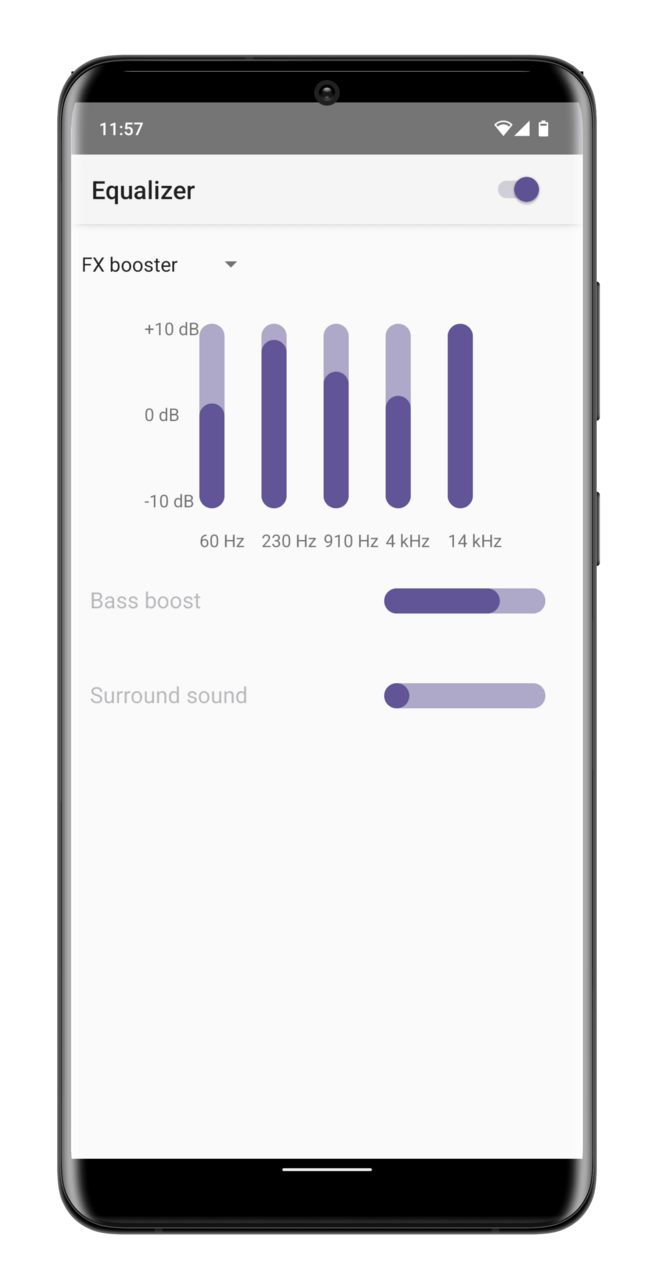 11:57
Equalizer
FX booster
+10 dB
0 dB
-10 dB
60 Hz 230 Hz 910 Hz 4 kHz 14 kHz
Bass boost
Surround sound